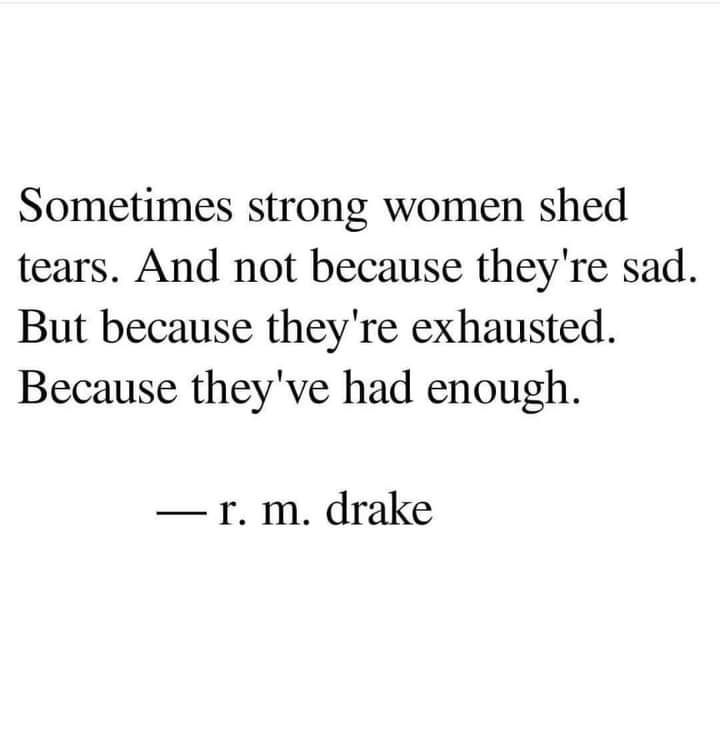 Sometimes strong women shed
tears. And not because they're sad.
But because they're exhausted.
Because they've had enough.
— r. m. drake